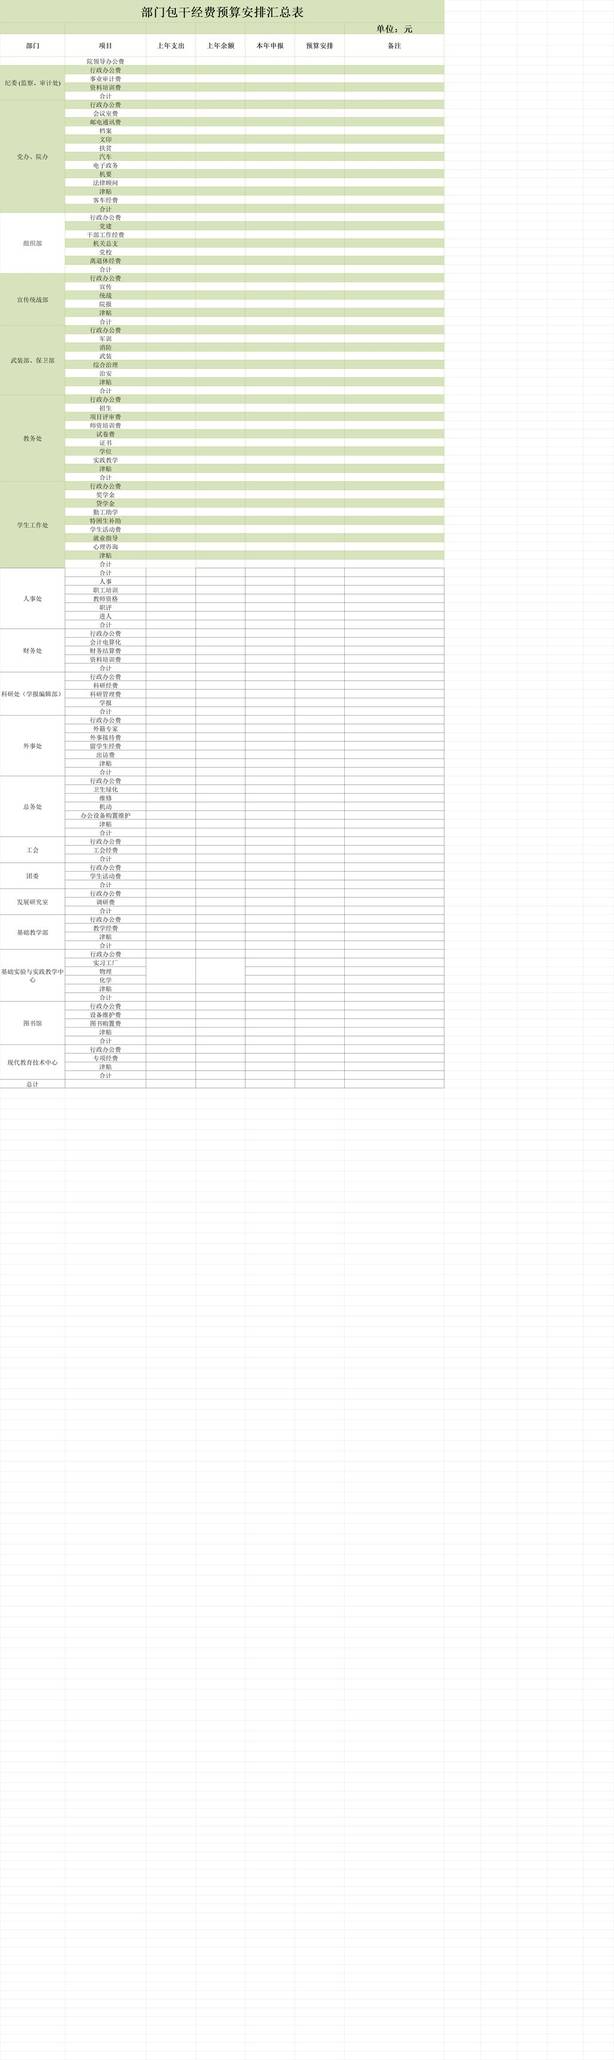 部门包干经费预算安排汇总表
单位：元
部门 项目 上年支出 上年余额 本年申报 预算安排 备注
院领导办公费
纪委(监察、审计处)
行政办公费
事业审计费
资料培训费
合计
党办、院办
行政办公费
会议室费
邮电通讯费
档案
文印
扶贫
汽车
电子政务
机要
法律顾问
津贴
客车经费
合计
组织部
行政办公费
党建
干部工作经费
机关总支
党校
离退休经费
合计
宣传统战部
行政办公费
宣传
统战
院报
津贴
合计
武装部、保卫部
行政办公费
军训
消防
武装
综合治理
治安
津贴
合计
教务处
行政办公费
招生
项目评审费
师资培训费
试卷费
证书
学位
实践教学
津贴
合计
学生工作处
行政办公费
奖学金
贷学金
勤工助学
特困生补助
学生活动费
就业指导
心理咨询
津贴
合计
人事处
合计
人事
职工培训
教师资格
职评
进人
合计
财务处
行政办公费
会计电算化
财务结算费
资料培训费
合计
科研处（学报编辑部）
行政办公费
科研经费
科研管理费
学报
合计
外事处
行政办公费
外籍专家
外事接待费
留学生经费
出访费
津贴
合计
总务处
行政办公费
卫生绿化
维修
机动
办公设备购置维护
津贴
合计
工会
行政办公费
工会经费
合计
团委
行政办公费
学生活动费
合计
发展研究室
行政办公费
调研费
合计
基础教学部
行政办公费
教学经费
津贴
合计
基础实验与实践教学中
心
行政办公费
实习工厂
物理
化学
津贴
合计
图书馆
行政办公费
设备维护费
图书购置费
津贴
合计
现代教育技术中心
行政办公费
专项经费
津贴
合计
总计